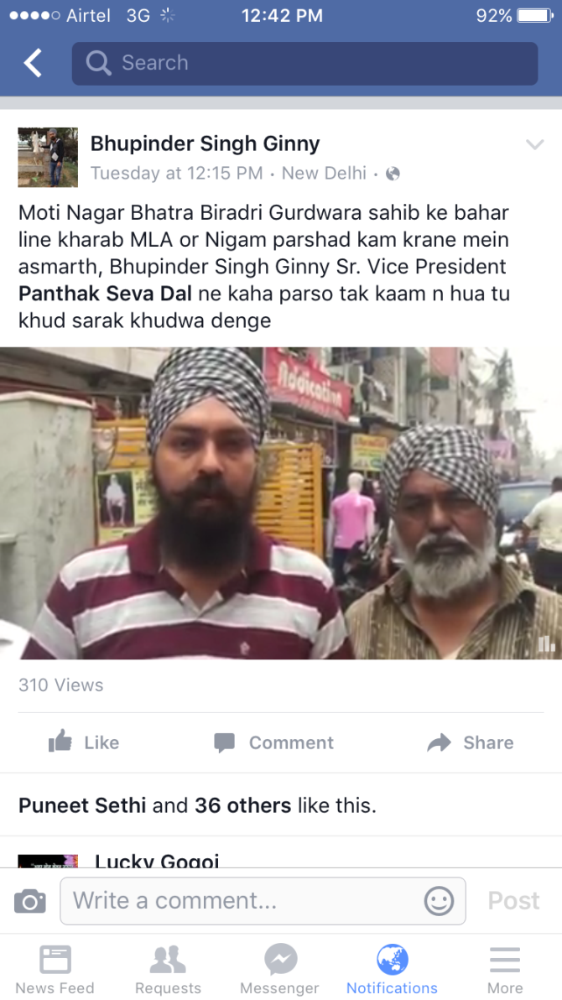 Airtel 3G 12:42 PM 92%
Search
Bhupinder Singh Ginny
Tuesday at 12:15 PM · New Delhi ·
Moti Nagar Bhatra Biradri Gurdwara sahib ke bahar
line kharab MLA or Nigam parshad kam krane mein
asmarth, Bhupinder Singh Ginny Sr. Vice President
Panthak Seva Dal ne kaha parso tak kaam n hua tu
khud sarak khudwa denge
Addication
310 Views
Like Comment Share
Puneet Sethi and 36 others like this.
Lucky Gogoi
Write a comment...
Post
News Feed Requests Messenger Notifications More